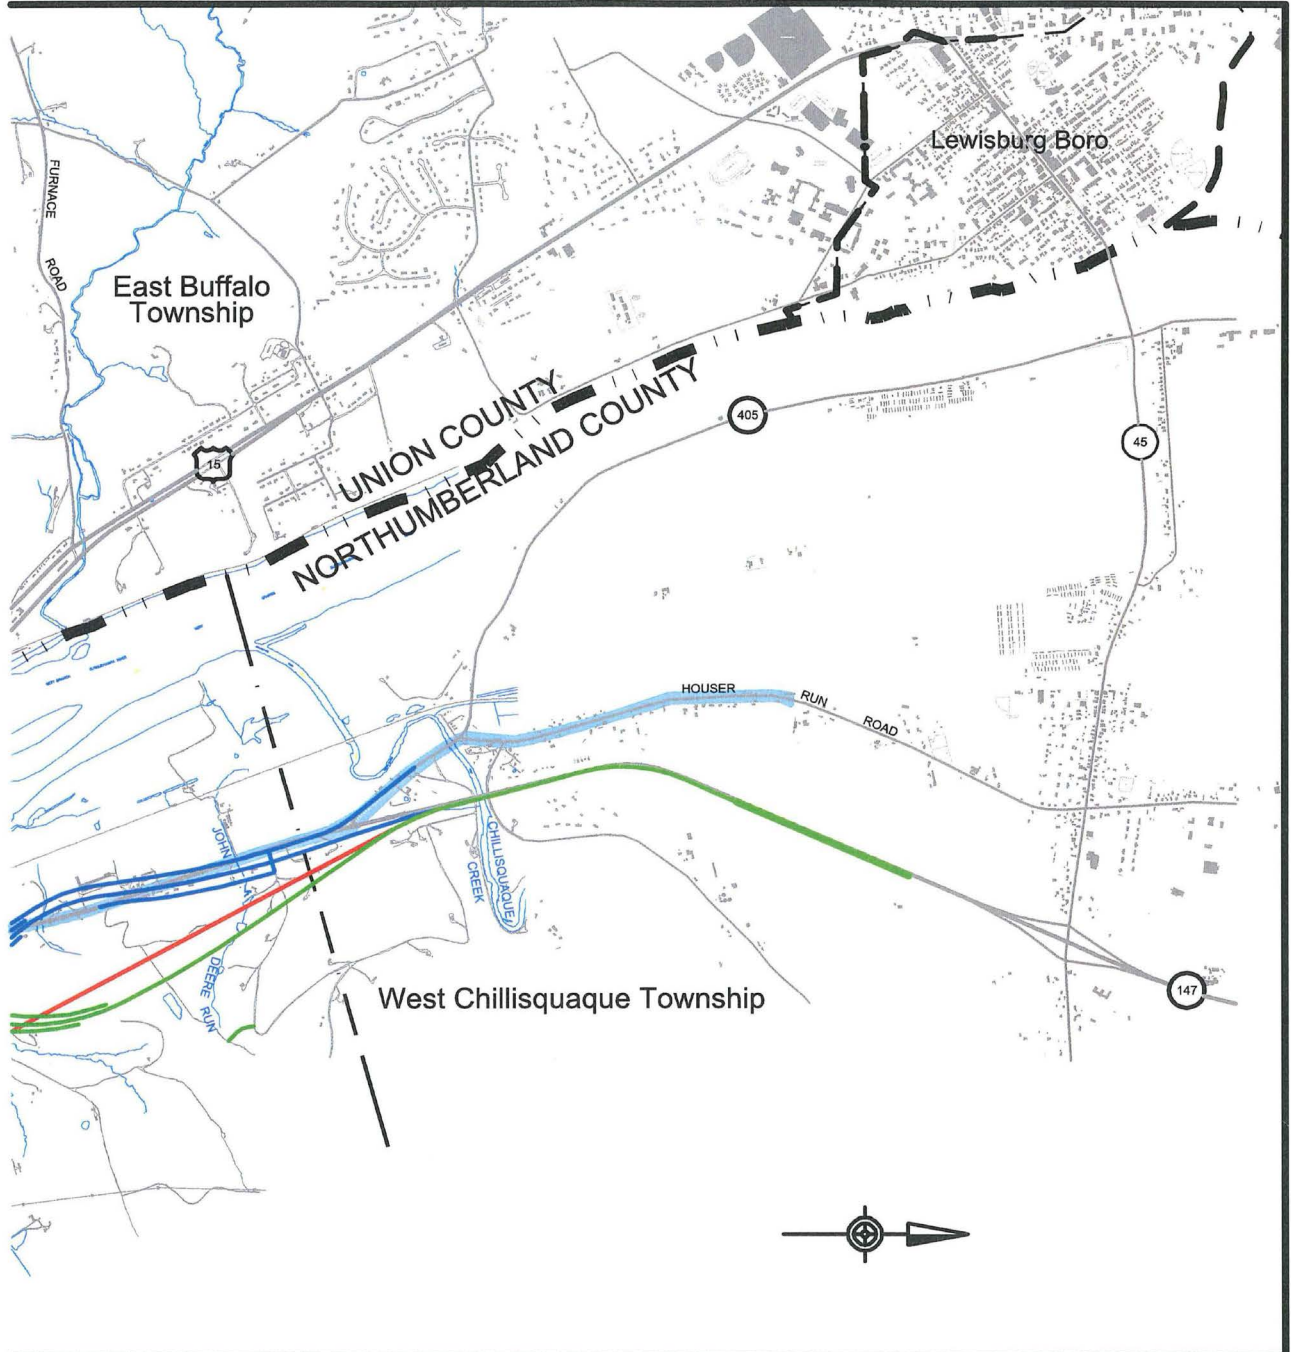 Lewisburg Boro
FURNACE
ROAD
East Buffalo
Township
UNION COUNTY
NORTHUMBERLAND COUNTY
405
45
15
HOUSER
RUN
ROAD
JOHN
CHILLISQUAQUE
CREEK
DEERE RUN
West Chillisquaque Township
147
E